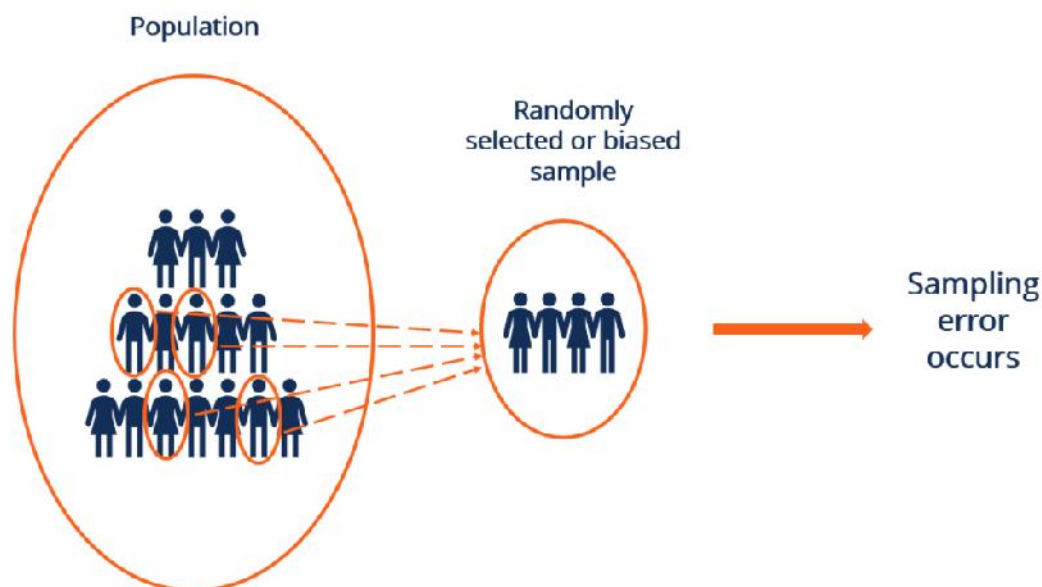 Population
Randomly
selected or biased
sample
Sampling
error
occurs